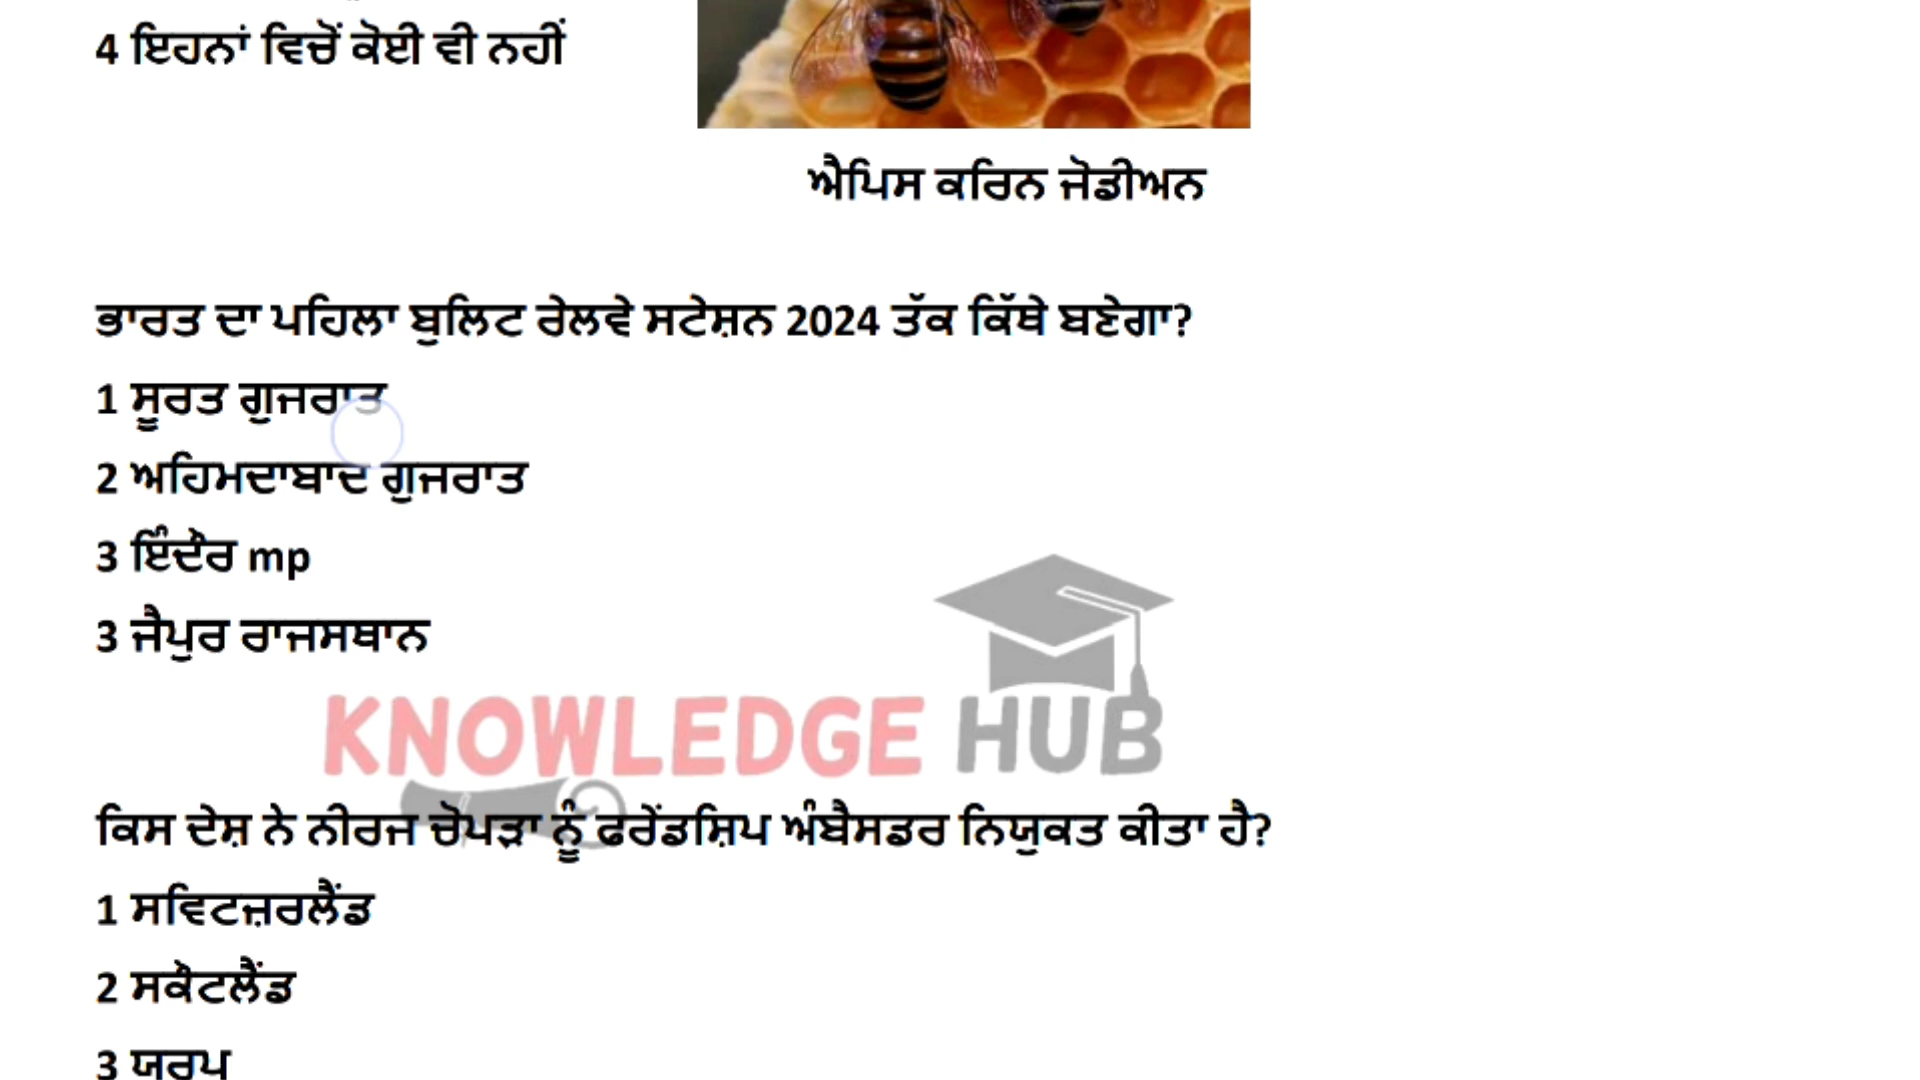 4 ਇਹਨਾਂ ਵਿਚੋਂ ਕੋਈ ਵੀ ਨਹੀਂ
ਐਪਿਸ ਕਰਿਨ ਜੋਡੀਅਨ
ਭਾਰਤ ਦਾ ਪਹਿਲਾ ਬੁਲਿਟ ਰੇਲਵੇ ਸਟੇਸ਼ਨ 2024 ਤੱਕ ਕਿੱਥੇ ਬਣੇਗਾ?
1 ਸੂਰਤ ਗੁਜਰਾਤ
2 ਅਹਿਮਦਾਬਾਦ ਗੁਜਰਾਤ
3 ਇੰਦੌਰ mp
3 ਜੈਪੁਰ ਰਾਜਸਥਾਨ
KNOWLEDGE HUB
ਕਿਸ ਦੇਸ਼ ਨੇ ਨੀਰਜ ਚੋਪੜਾ ਨੂੰ ਫਰੇਂਡਸ਼ਿਪ ਅੰਬੈਸਡਰ ਨਿਯੁਕਤ ਕੀਤਾ ਹੈ?
1 ਸਵਿਟਜ਼ਰਲੈਂਡ
2 ਸਕੌਟਲੈਂਡ
3